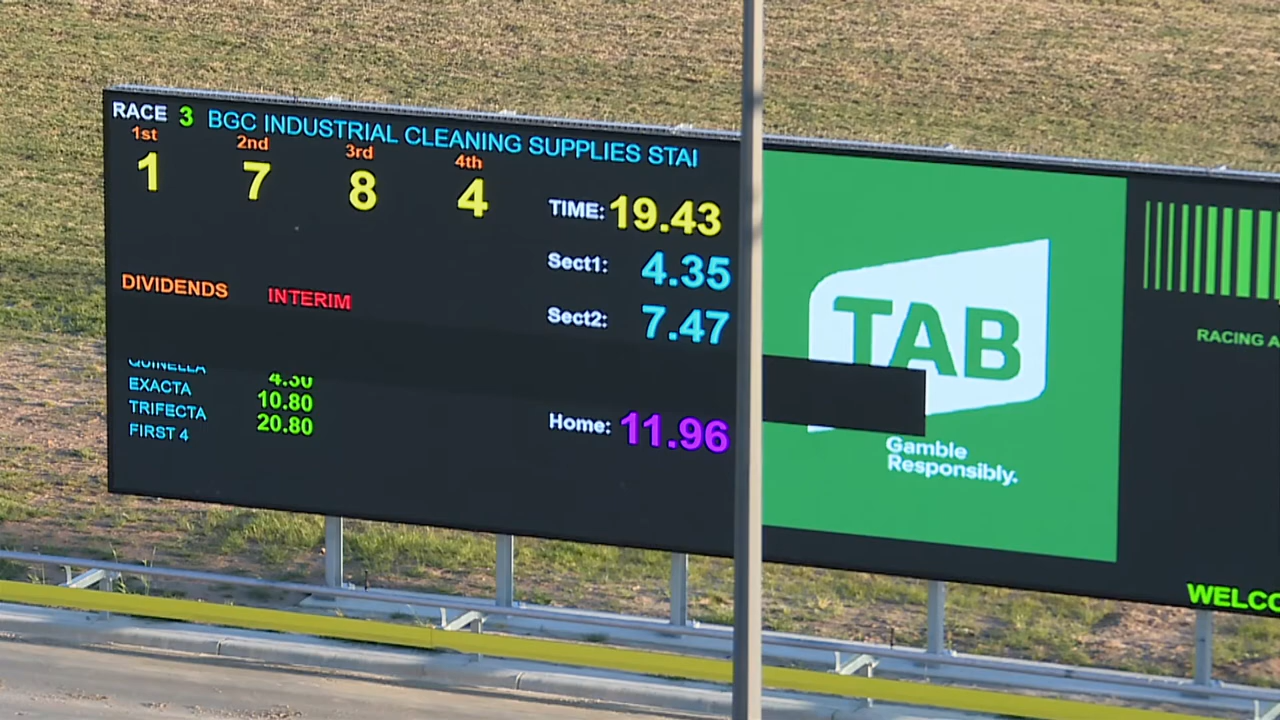 RACE 3 BGC INDUSTRIAL CLEANING SUPPLIES STAI
1st 2nd 3rd 4th
1 7 8 4
TIME: 19.43
Sect1: 4.35
DIVIDENDS INTERIM
Sect2: 7.47
QUINELLA 4.30
EXACTA 10.80
TRIFECTA 20.80
FIRST 4
Home: 11.96
TAB
Gamble
Responsibly.
RACING A
WELCO